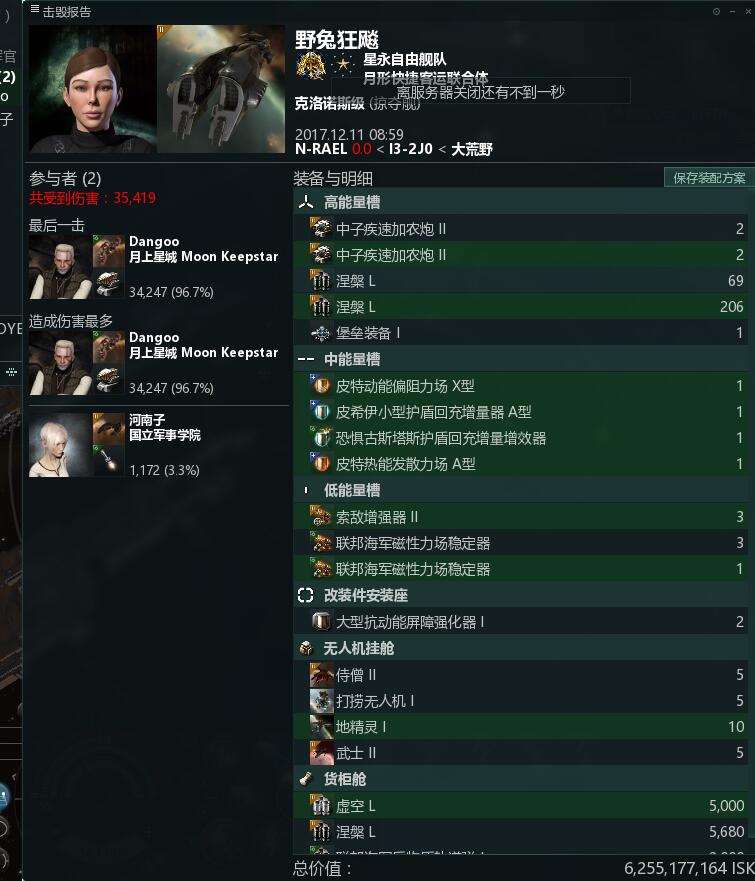 击毁报告
野兔狂飚
星永自由舰队
月形快捷客运联合体
离服务器关闭还有不到一秒
克洛诺斯级 (掠夺舰)
2017.12.11 08:59
N-RAEL 0.0 < I3-2J0 < 大荒野
参与者 (2)
共受到伤害：35,419
最后一击
Dangoo
月上星城 Moon Keepstar
34,247 (96.7%)
造成伤害最多
Dangoo
月上星城 Moon Keepstar
34,247 (96.7%)
河南子
国立军事学院
1,172 (3.3%)
装备与明细
保存装配方案
高能量槽
中子疾速加农炮 II 2
中子疾速加农炮 II 2
涅槃 L 69
涅槃 L 206
堡垒装备 I 1
中能量槽
皮特动能偏阻力场 X型 1
皮希伊小型护盾回充增量器 A型 1
恐惧古斯塔斯护盾回充增量增效器 1
皮特热能发散力场 A型 1
低能量槽
索敌增强器 II 3
联邦海军磁性力场稳定器 3
联邦海军磁性力场稳定器 1
改装件安装座
大型抗动能屏障强化器 I 2
无人机挂舱
侍僧 II 5
打捞无人机 I 5
地精灵 I 10
武士 II 5
货柜舱
虚空 L 5,000
涅槃 L 5,680
总价值： 6,255,177,164 ISK